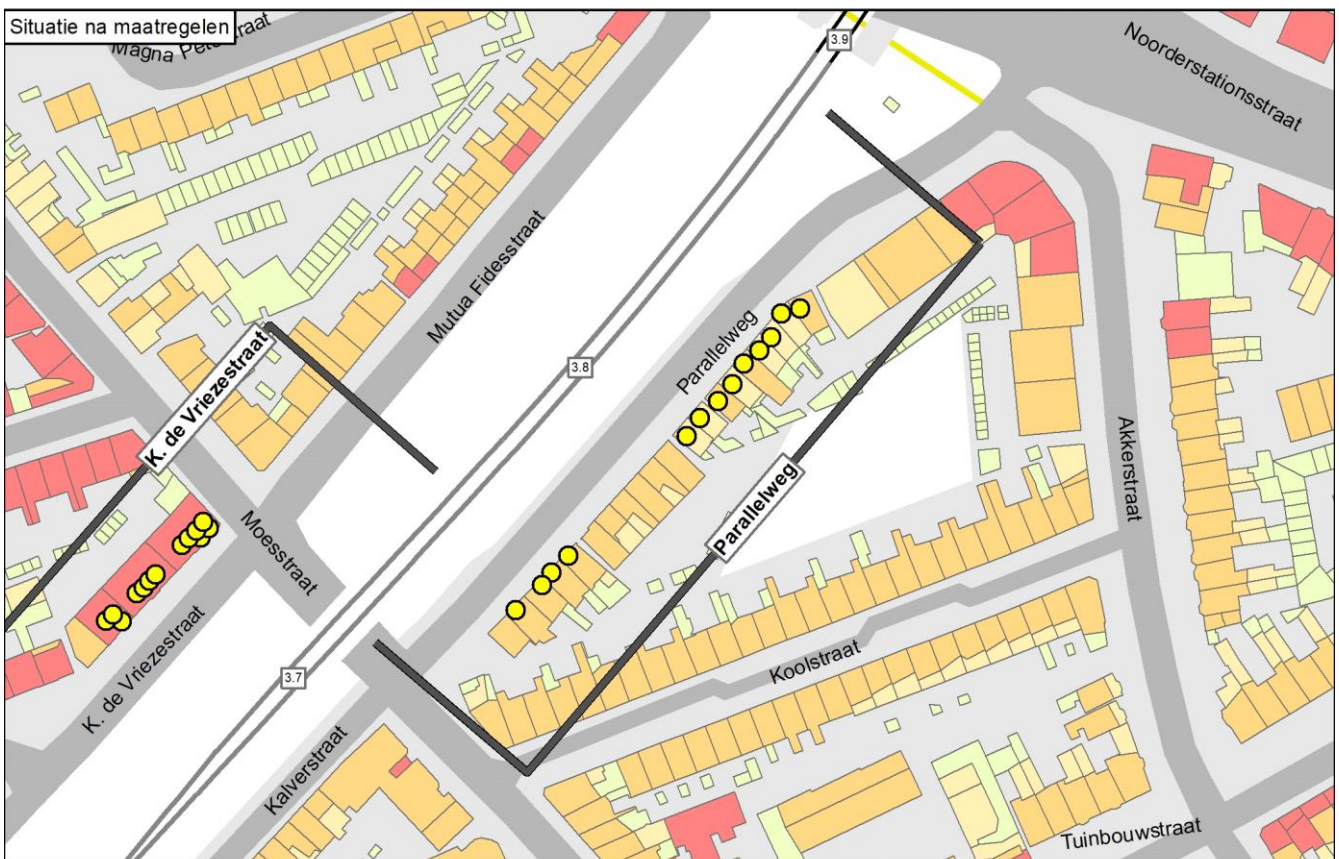 Situatie na maatregelen
Magna Petestraat
3.9
Noorderstationsstraat
Mutua Fidesstraat
K. de Vriezestraat
3.8
Parallelweg
Akkerstraat
Parallelweg
Moesstraat
K. de Vriezestraat
3.7
Koolstraat
Kalverstraat
Tuinbouwstraat